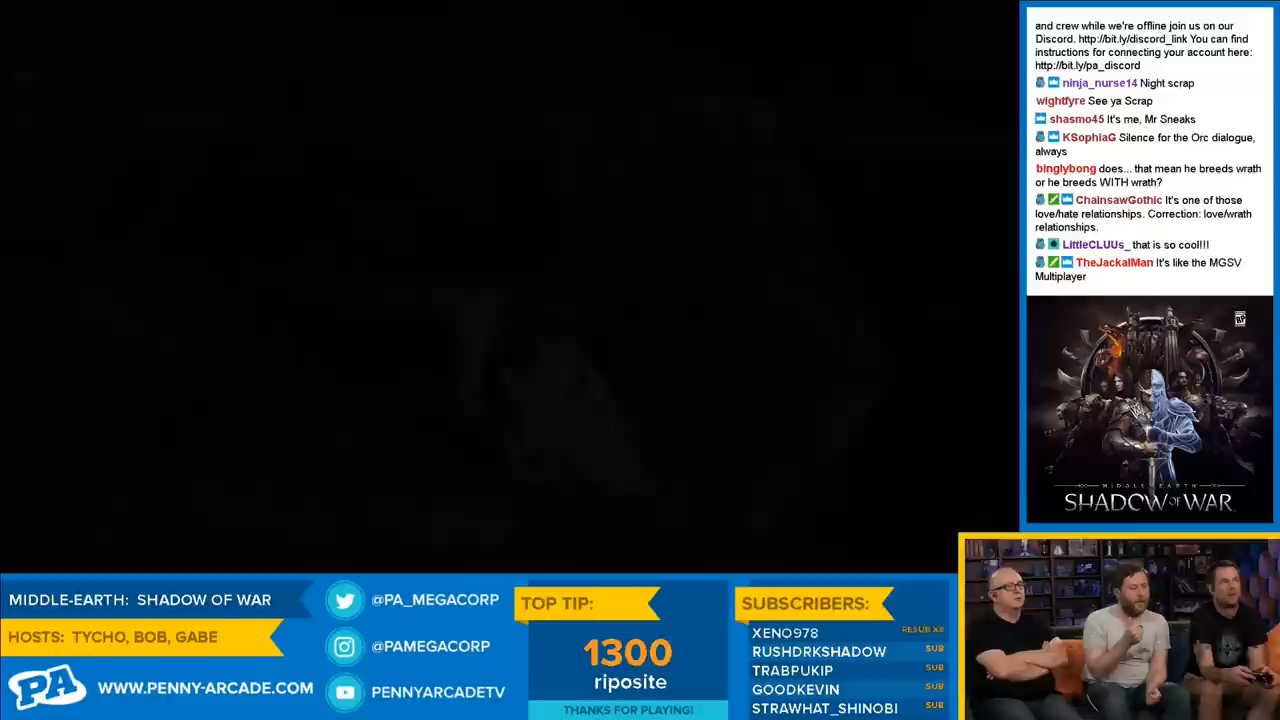 and crew while we're offline join us on our
Discord. http://bit.ly/discord_link You can find
instructions for connecting your account here:
http://bit.ly/pa_discord
ninja_nurse14 Night scrap
wightfyre See ya Scrap
shasmo45 It's me, Mr Sneaks
KSophiaG Silence for the Orc dialogue,
always
binglybong does... that mean he breeds wrath
or he breeds WITH wrath?
ChainsawGothic It's one of those
love/hate relationships. Correction: love/wrath
relationships.
LittleCLUUs_ that is so cool!!!
TheJackalMan It's like the MGSV
Multiplayer
MIDDLE-EARTH
SHADOW OF WAR
MIDDLE-EARTH: SHADOW OF WAR
HOSTS: TYCHO, BOB, GABE
PA WWW.PENNY-ARCADE.COM
@PA_MEGACORP
@PAMEGACORP
PENNYARCADETV
TOP TIP:
1300
riposite
THANKS FOR PLAYING!
SUBSCRIBERS:
XENO978
RUSHDRKSHADOW SUB
TRABPUKIP SUB
GOODKEVIN SUB
STRAWHAT_SHINOBI SUB